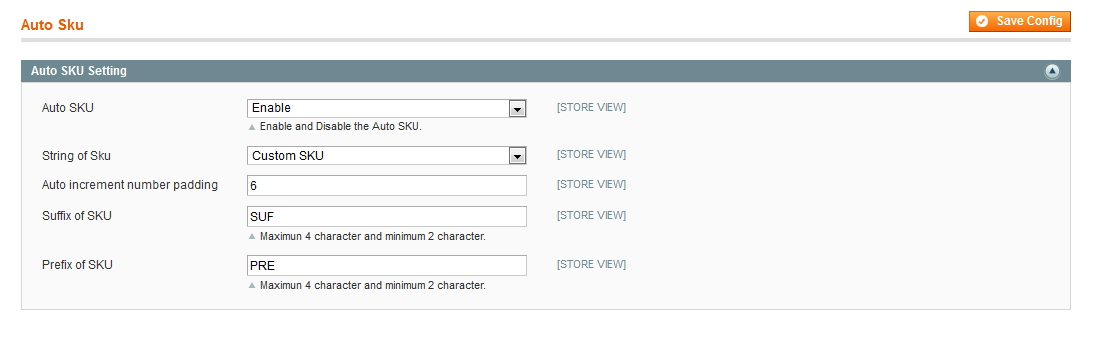 Auto Sku
Save Config
Auto SKU Setting
Auto SKU Enable [STORE VIEW]
Enable and Disable the Auto SKU.
String of Sku Custom SKU [STORE VIEW]
Auto increment number padding 6 [STORE VIEW]
Suffix of SKU SUF [STORE VIEW]
Maximun 4 character and minimum 2 character.
Prefix of SKU PRE [STORE VIEW]
Maximun 4 character and minimum 2 character.